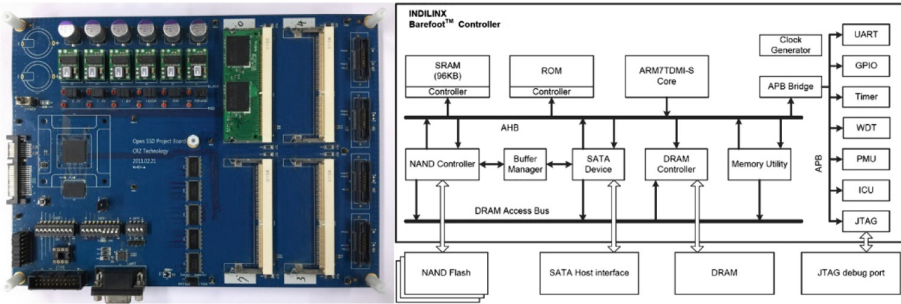 Open SSD Project Board
CRZ Technology
2011.02.21
INDILINX
Barefoot™ Controller
Clock
Generator
UART
SRAM
(96KB)
Controller
ROM
Controller
ARM7TDMI-S
Core
APB Bridge
GPIO
Timer
AHB
WDT
NAND Controller
Buffer
Manager
SATA
Device
DRAM
Controller
Memory Utility
APB
PMU
ICU
DRAM Access Bus
JTAG
NAND Flash
SATA Host interface
DRAM
JTAG debug port